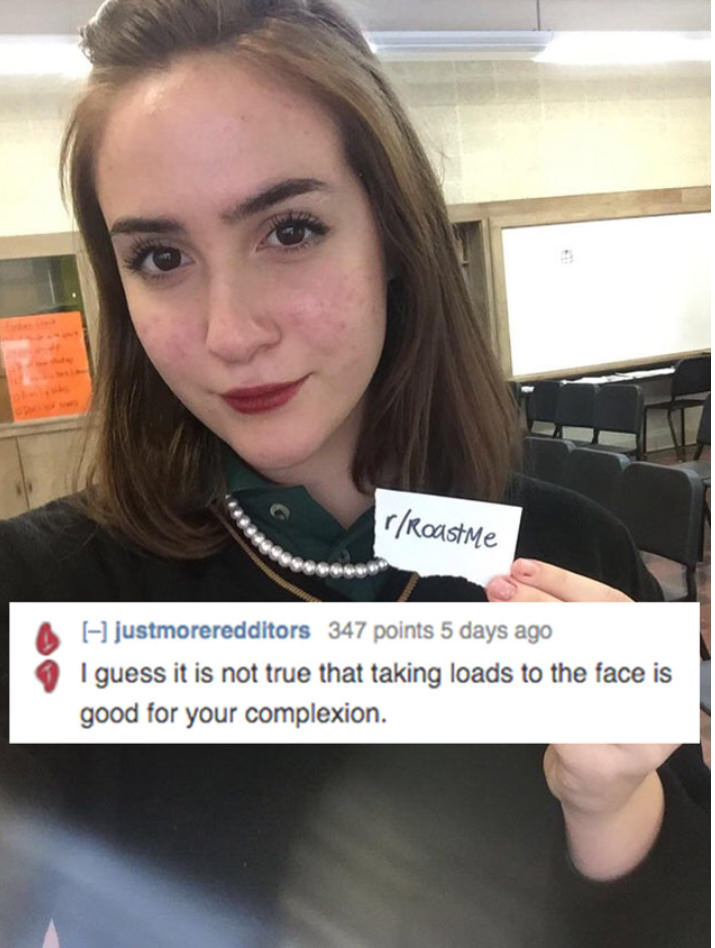 r/RoastMe
[–] justmoreredditors 347 points 5 days ago
I guess it is not true that taking loads to the face is
good for your complexion.